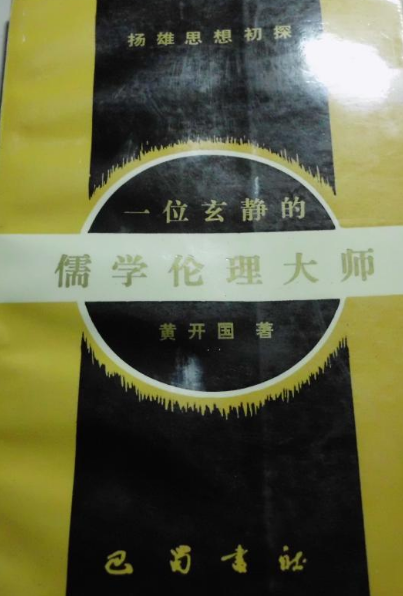 扬雄思想初探
一位玄静的
儒学伦理大师
黄开国 著
巴蜀书社